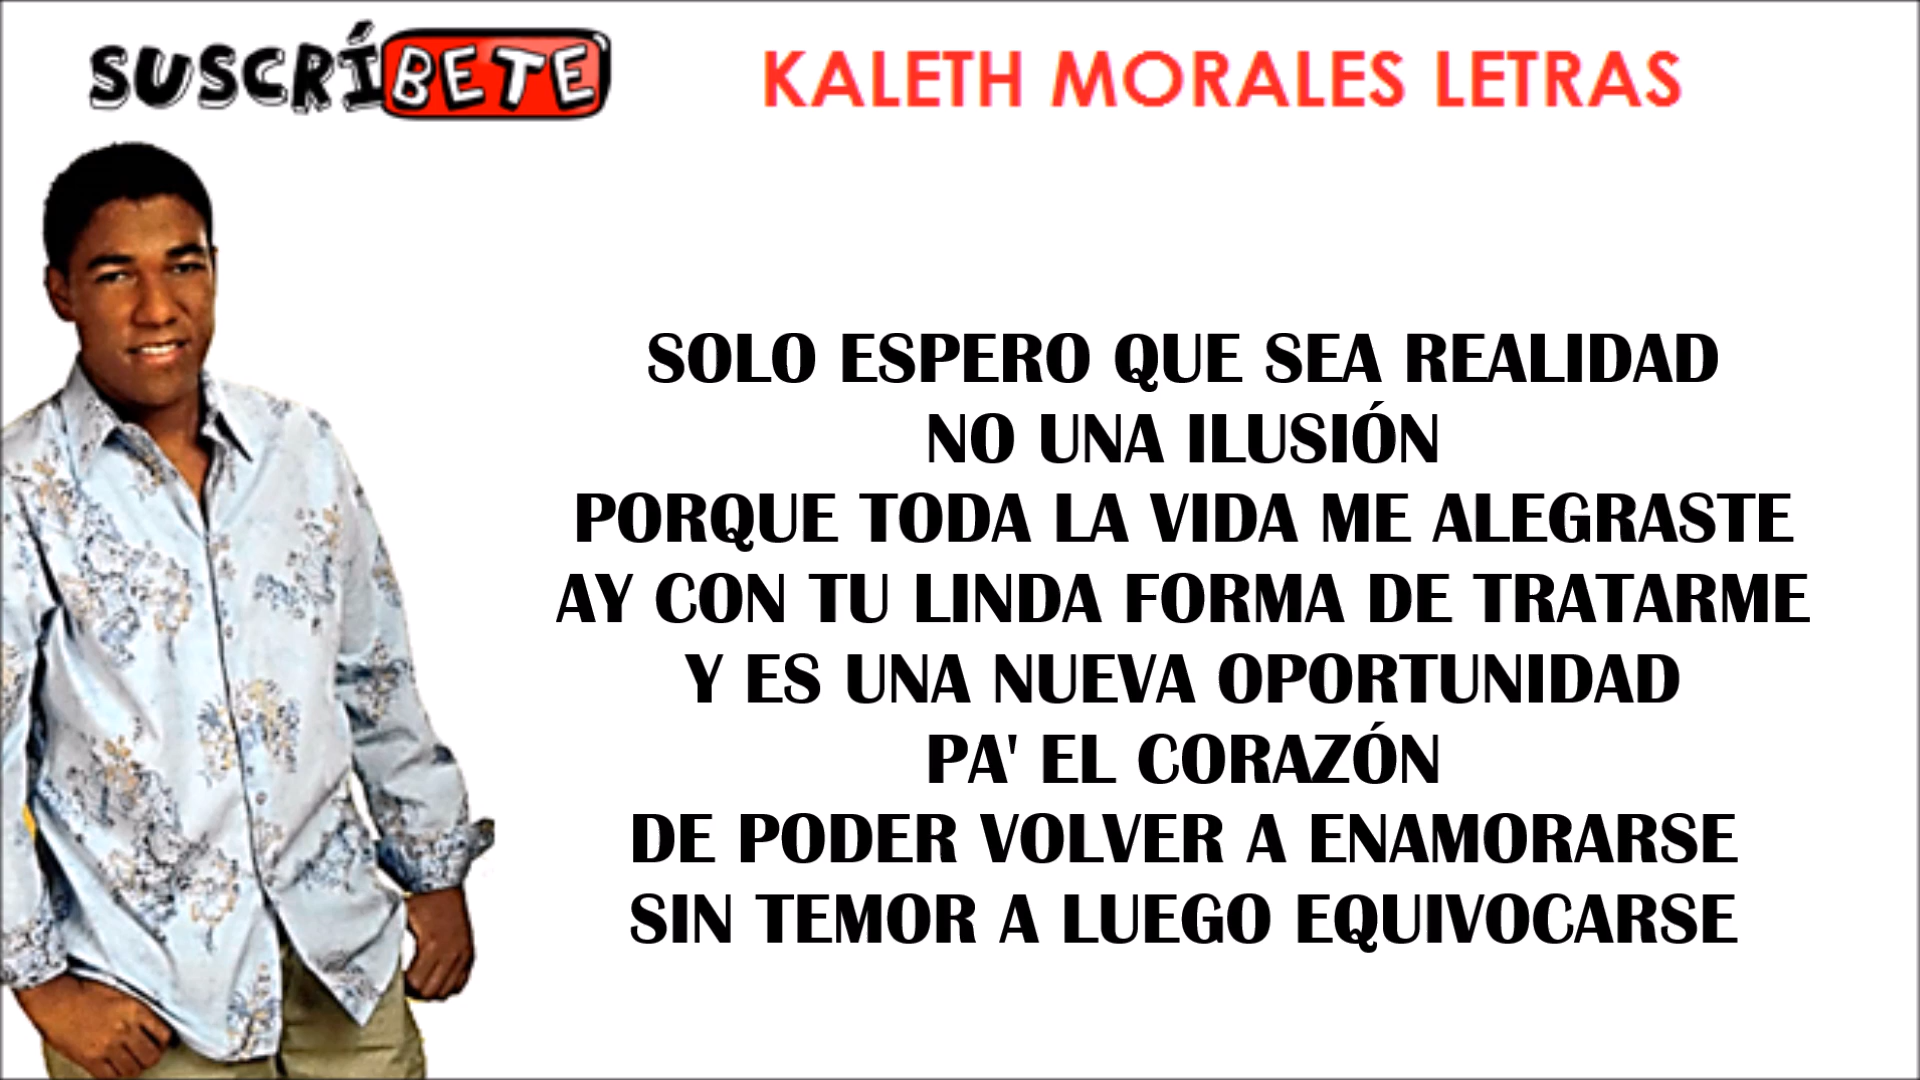 SUSCRÍBETE
KALETH MORALES LETRAS
SOLO ESPERO QUE SEA REALIDAD
NO UNA ILUSIÓN
PORQUE TODA LA VIDA ME ALEGRASTE
AY CON TU LINDA FORMA DE TRATARME
Y ES UNA NUEVA OPORTUNIDAD
PA' EL CORAZÓN
DE PODER VOLVER A ENAMORARSE
SIN TEMOR A LUEGO EQUIVOCARSE